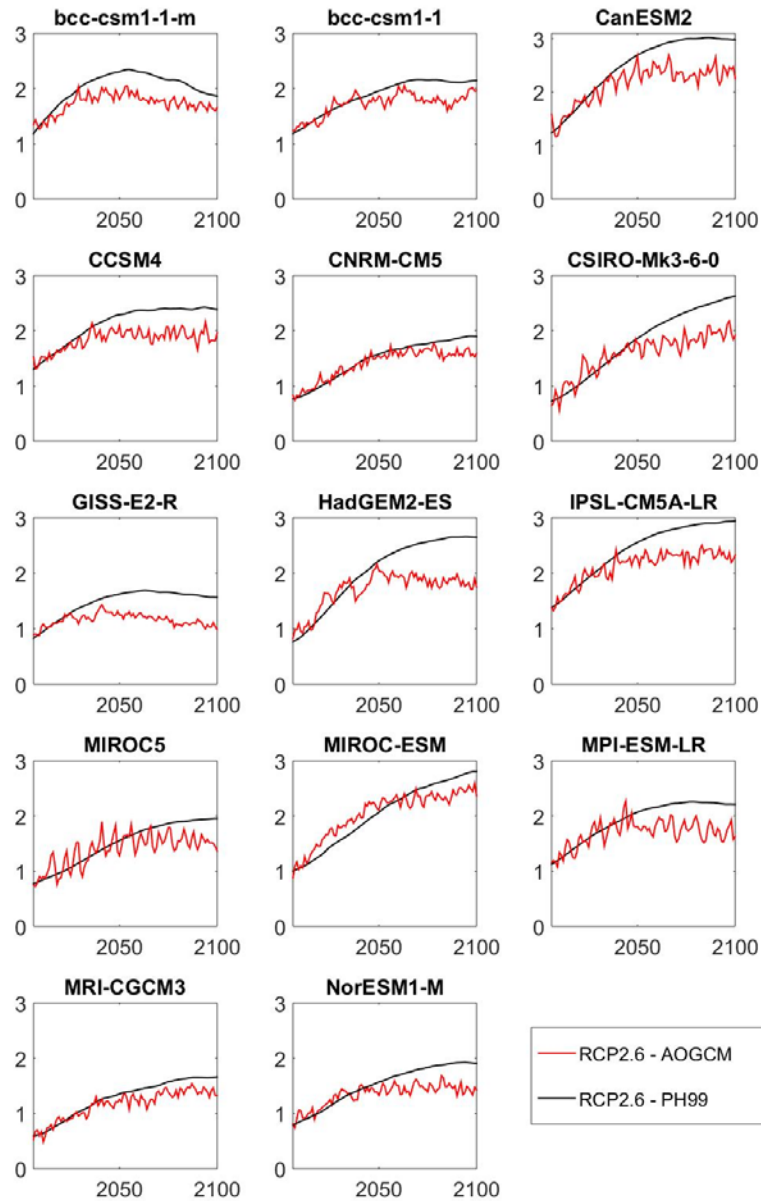 bcc-csm1-1-m bcc-csm1-1 CanESM2
3 3 3
2 2 2
1 1 1
0 0 0
2050 2100 2050 2100 2050 2100
CCSM4 CNRM-CM5 CSIRO-Mk3-6-0
3 3 3
2 2 2
1 1 1
0 0 0
2050 2100 2050 2100 2050 2100
GISS-E2-R HadGEM2-ES IPSL-CM5A-LR
3 3 3
2 2 2
1 1 1
0 0 0
2050 2100 2050 2100 2050 2100
MIROC5 MIROC-ESM MPI-ESM-LR
3 3 3
2 2 2
1 1 1
0 0 0
2050 2100 2050 2100 2050 2100
MRI-CGCM3 NorESM1-M
3 3
2 2
RCP2.6 - AOGCM
1 1
RCP2.6 - PH99
0 0
2050 2100 2050 2100